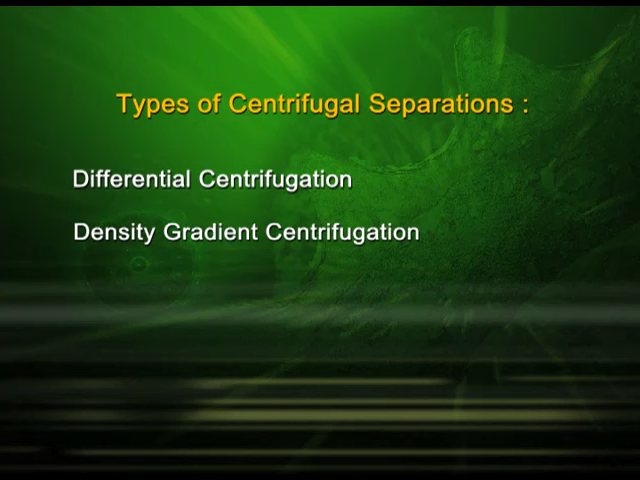 Types of Centrifugal Separations :
Differential Centrifugation
Density Gradient Centrifugation